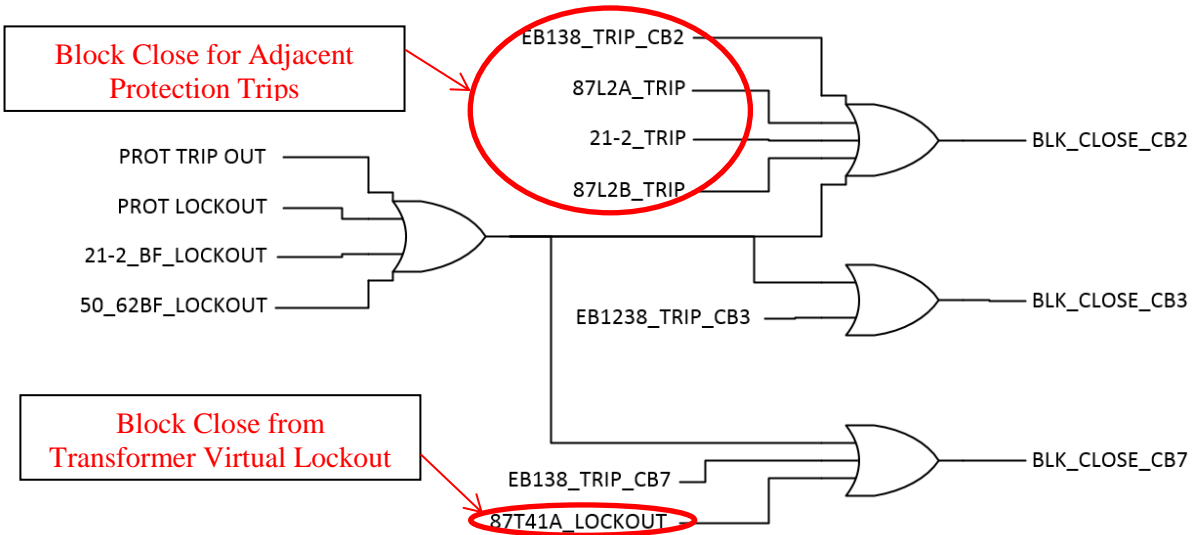 Block Close for Adjacent
Protection Trips
EB138_TRIP_CB2
87L2A_TRIP
21-2_TRIP
87L2B_TRIP
BLK_CLOSE_CB2
PROT TRIP OUT
PROT LOCKOUT
21-2_BF_LOCKOUT
50_62BF_LOCKOUT
EB1238_TRIP_CB3
BLK_CLOSE_CB3
Block Close from
Transformer Virtual Lockout
EB138_TRIP_CB7
87T41A_LOCKOUT
BLK_CLOSE_CB7